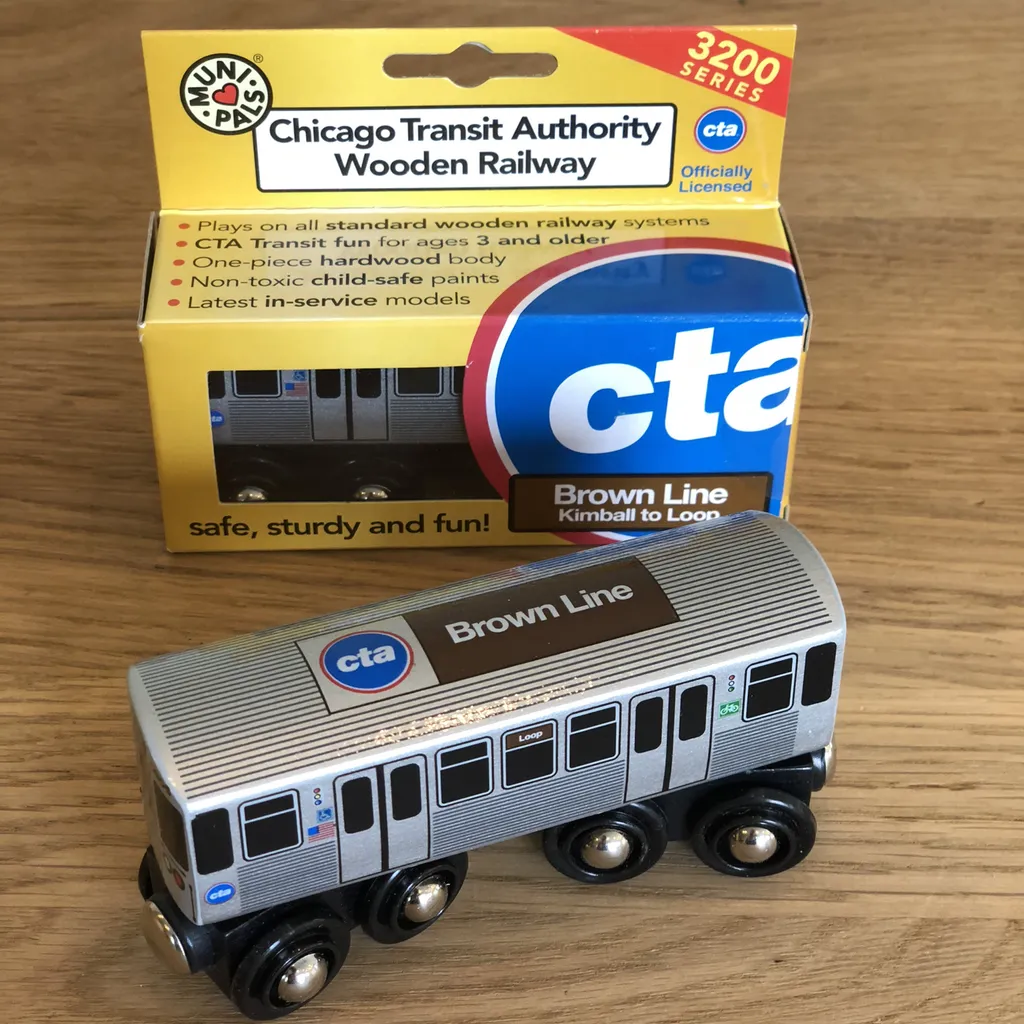 MUNI PALS ®
3200
SERIES
Chicago Transit Authority
Wooden Railway
cta
Officially
Licensed
• Plays on all standard wooden railway systems
• CTA Transit fun for ages 3 and older
• One-piece hardwood body
• Non-toxic child-safe paints
• Latest in-service models
cta
cta
Brown Line
Kimball to Loop
safe, sturdy and fun!
cta
Brown Line
Loop
cta